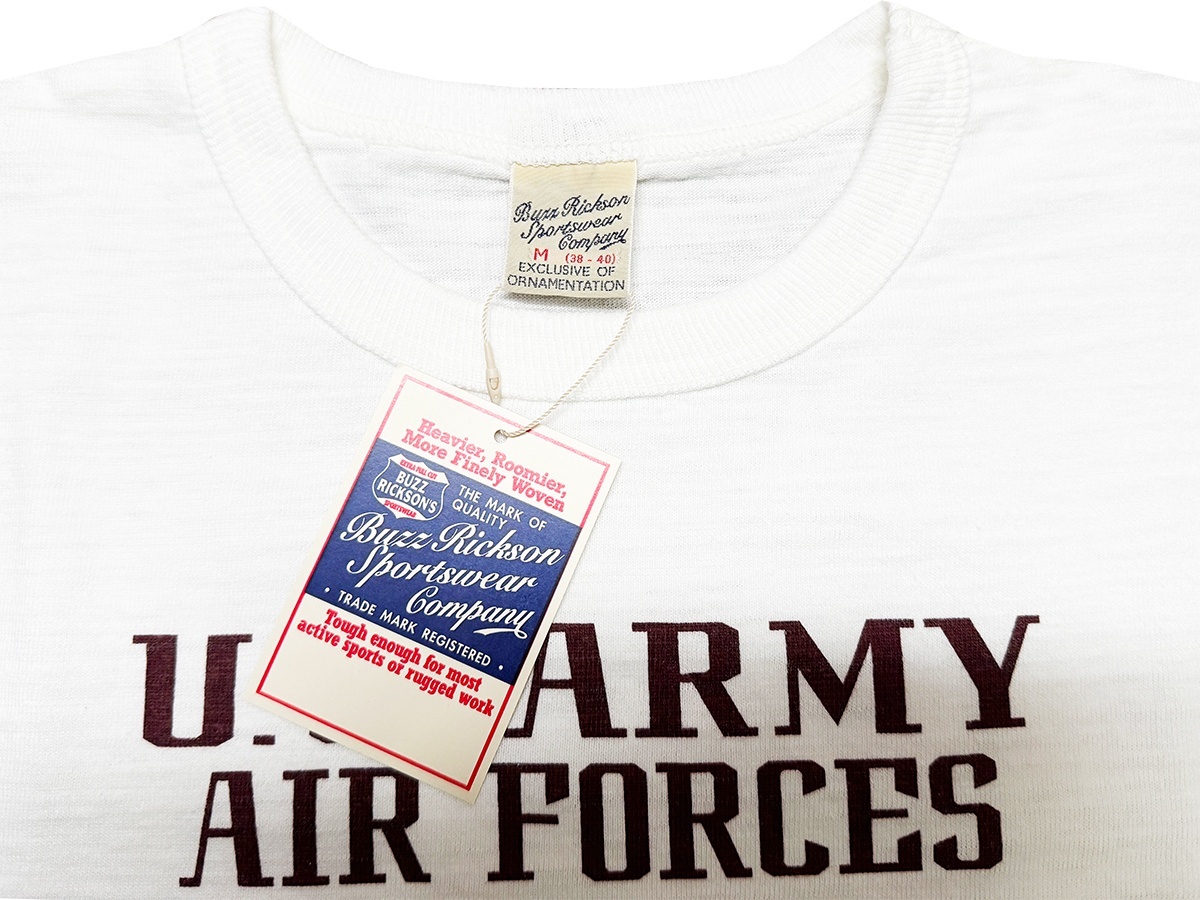 Buzz Rickson
Sportswear
Company
M (38 - 40)
EXCLUSIVE OF
ORNAMENTATION
Heavier, Roomier,
More Finely Woven
EXTRA FULL CUT
BUZZ
RICKSON'S
SPORTSWEAR
THE MARK OF
QUALITY
Buzz Rickson
Sportswear
Company
• TRADE MARK REGISTERED •
Tough enough for most
active sports or rugged work
U. ARMY
AIR FORCES